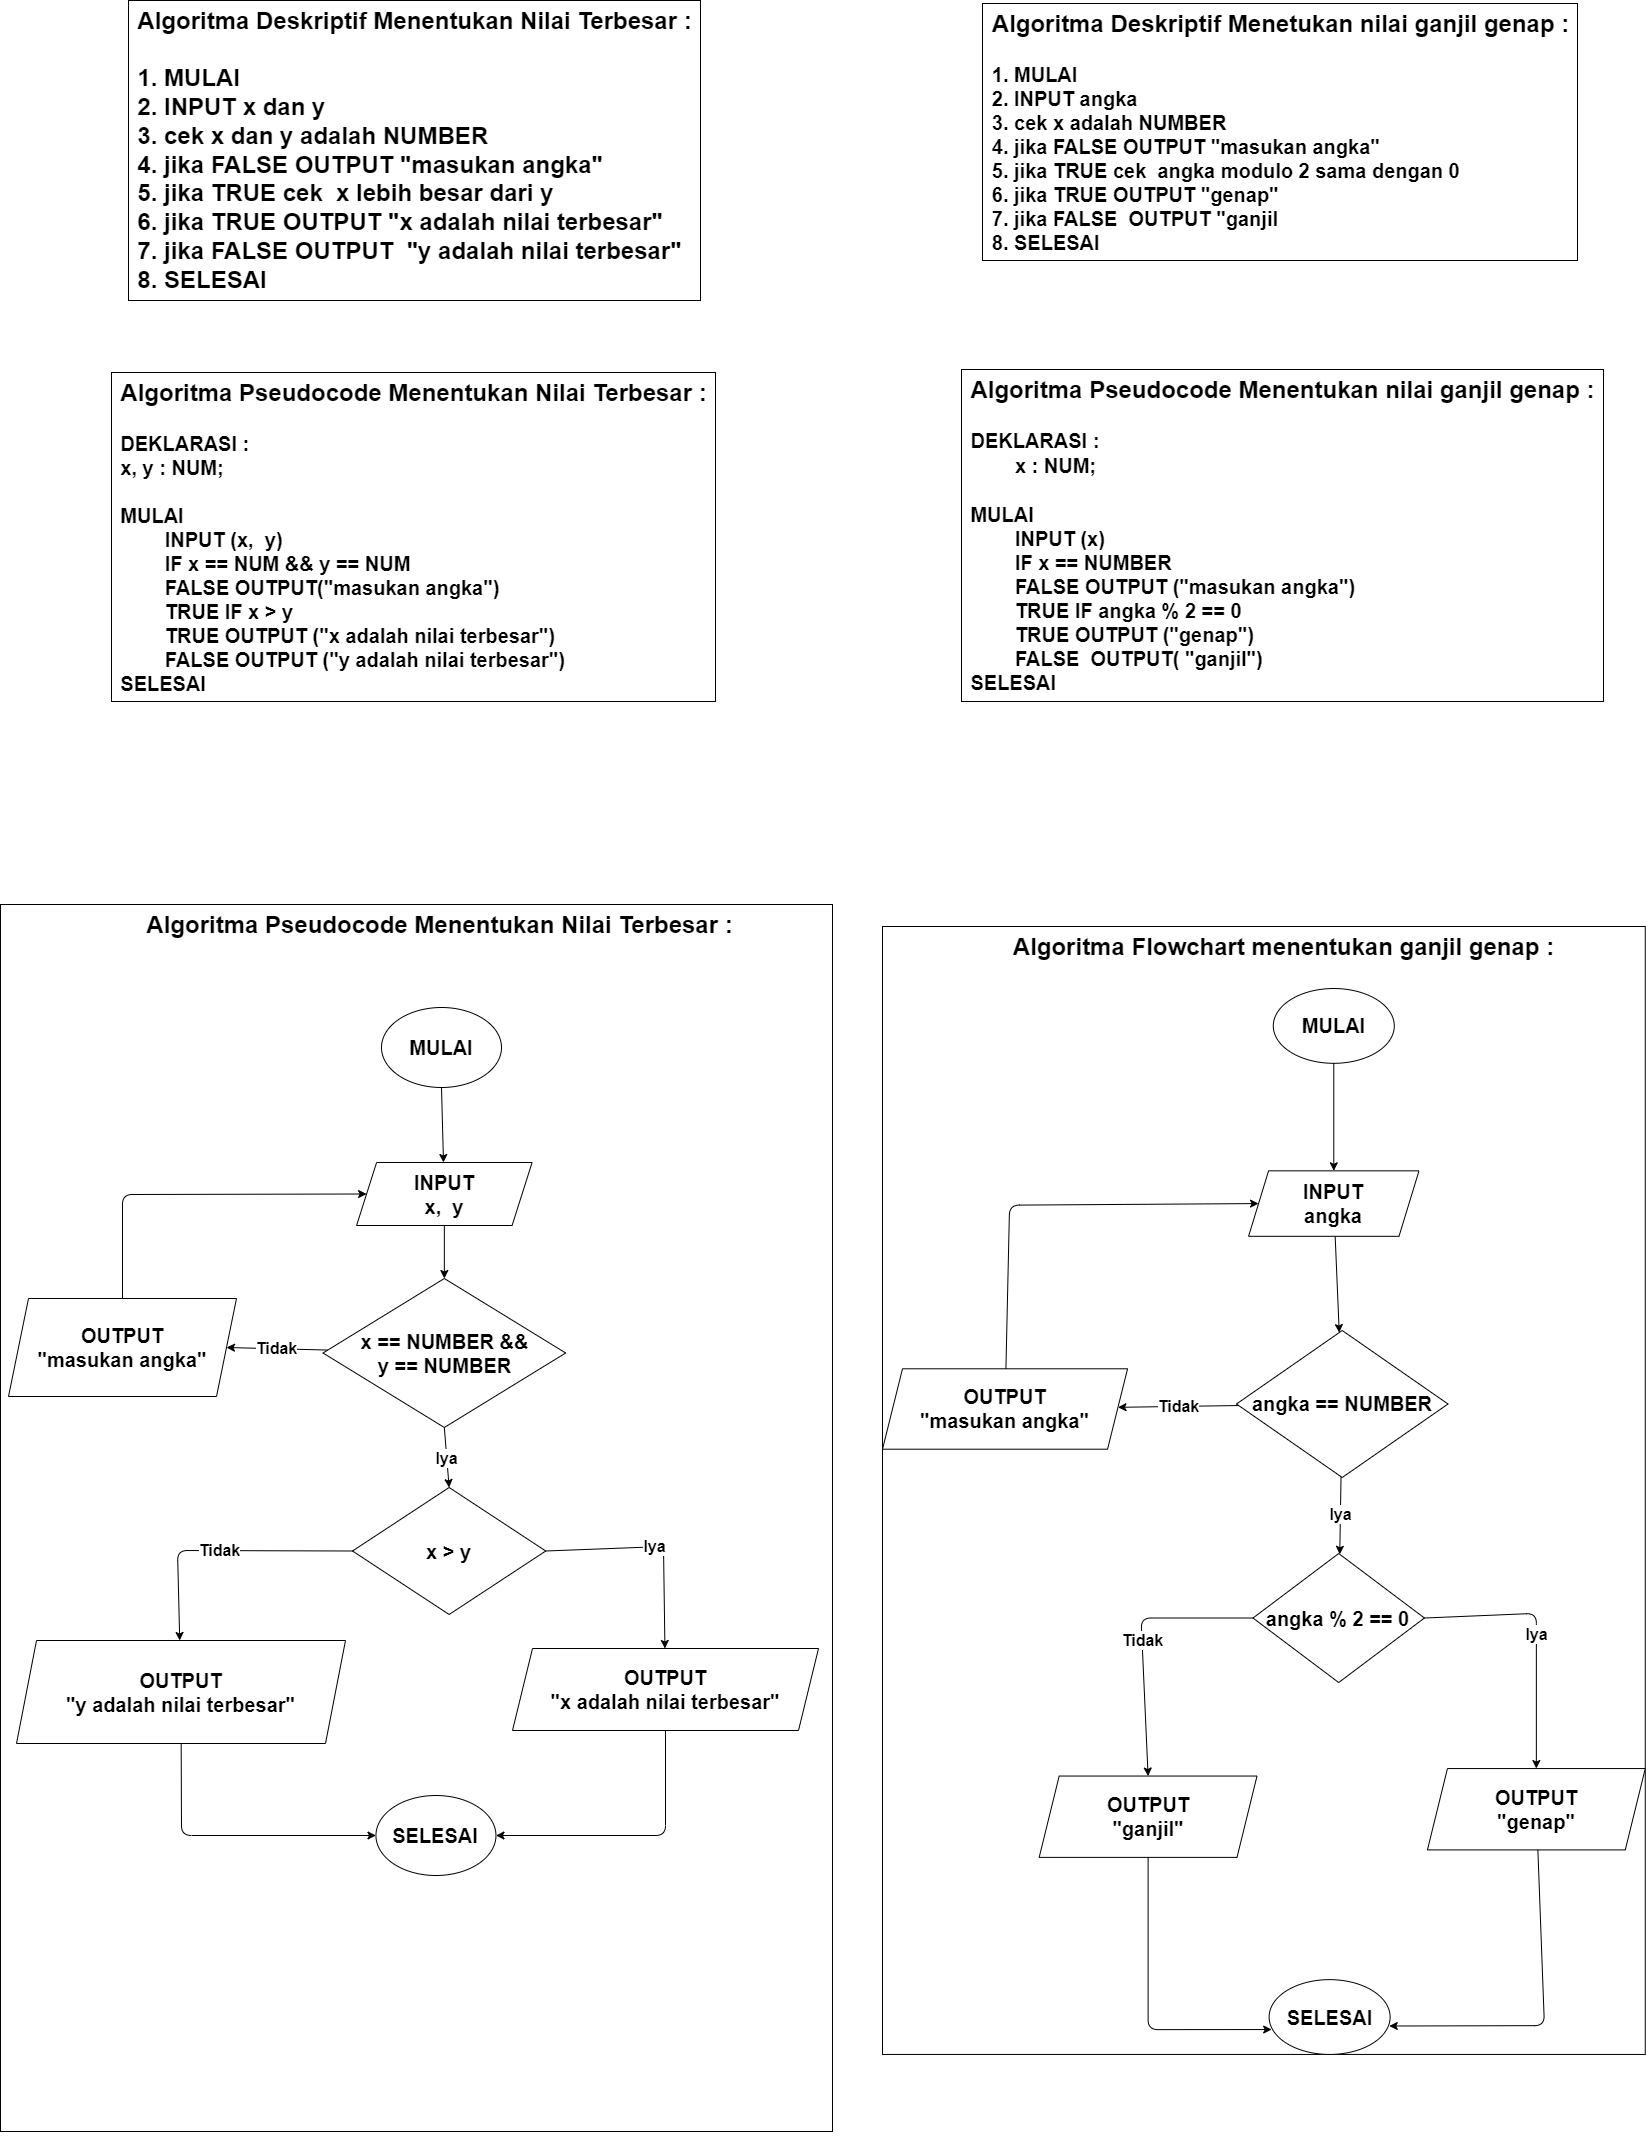 Algoritma Deskriptif Menentukan Nilai Terbesar :
1. MULAI
2. INPUT x dan y
3. cek x dan y adalah NUMBER
4. jika FALSE OUTPUT "masukan angka"
5. jika TRUE cek  x lebih besar dari y
6. jika TRUE OUTPUT "x adalah nilai terbesar"
7. jika FALSE OUTPUT  "y adalah nilai terbesar"
8. SELESAI
Algoritma Deskriptif Menetukan nilai ganjil genap :
1. MULAI
2. INPUT angka
3. cek x adalah NUMBER
4. jika FALSE OUTPUT "masukan angka"
5. jika TRUE cek  angka modulo 2 sama dengan 0
6. jika TRUE OUTPUT "genap"
7. jika FALSE  OUTPUT "ganjil
8. SELESAI
Algoritma Pseudocode Menentukan Nilai Terbesar :
DEKLARASI :
x, y : NUM;
MULAI
INPUT (x,  y)
IF x == NUM && y == NUM
FALSE OUTPUT("masukan angka")
TRUE IF x > y
TRUE OUTPUT ("x adalah nilai terbesar")
FALSE OUTPUT ("y adalah nilai terbesar")
SELESAI
Algoritma Pseudocode Menentukan nilai ganjil genap :
DEKLARASI :
x : NUM;
MULAI
INPUT (x)
IF x == NUMBER
FALSE OUTPUT ("masukan angka")
TRUE IF angka % 2 == 0
TRUE OUTPUT ("genap")
FALSE  OUTPUT( "ganjil")
SELESAI
Algoritma Pseudocode Menentukan Nilai Terbesar :
MULAI
INPUT
x,  y
x == NUMBER &&
y == NUMBER
Tidak
OUTPUT
"masukan angka"
Iya
x > y
Tidak
Iya
OUTPUT
"y adalah nilai terbesar"
OUTPUT
"x adalah nilai terbesar"
SELESAI
Algoritma Flowchart menentukan ganjil genap :
MULAI
INPUT
angka
angka == NUMBER
Tidak
OUTPUT
"masukan angka"
Iya
angka % 2 == 0
Tidak
Iya
OUTPUT
"ganjil"
OUTPUT
"genap"
SELESAI